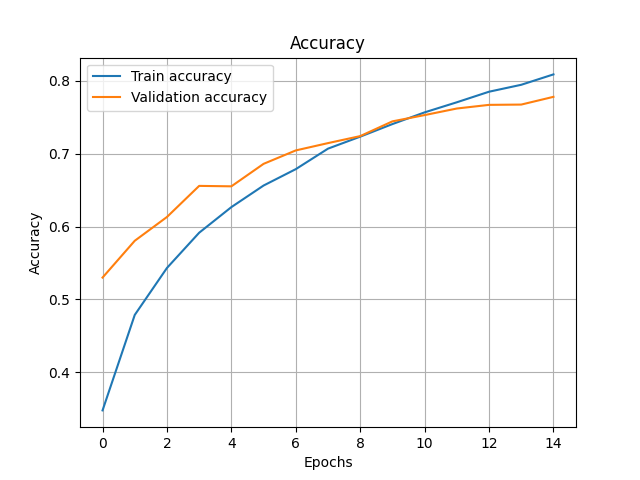 Accuracy
Train accuracy
Validation accuracy
0.8
0.7
0.6
0.5
0.4
Accuracy
0 2 4 6 8 10 12 14
Epochs